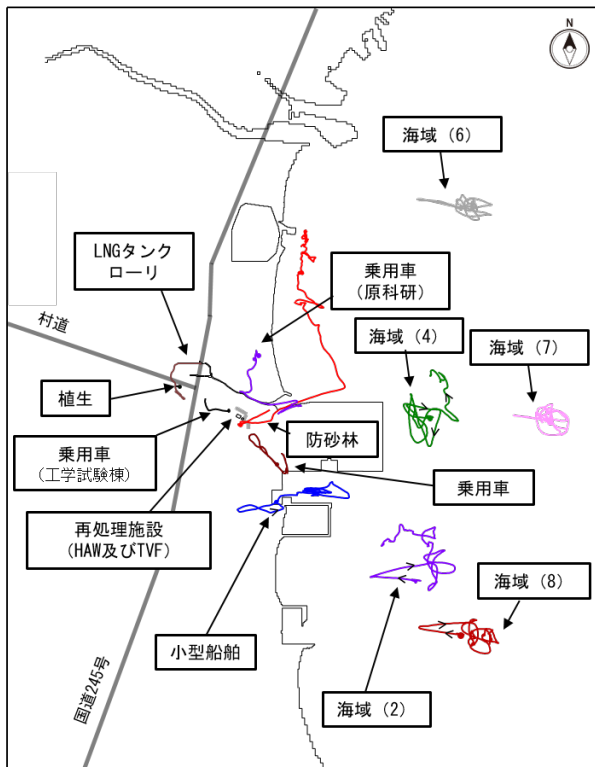 N
海域（6）
LNGタンク
ローリ
乗用車
（原科研）
村道
海域（4）
海域（7）
植生
防砂林
乗用車
（工学試験棟）
乗用車
再処理施設
（HAW及びTVF）
海域（8）
小型船舶
国道245号
海域（2）